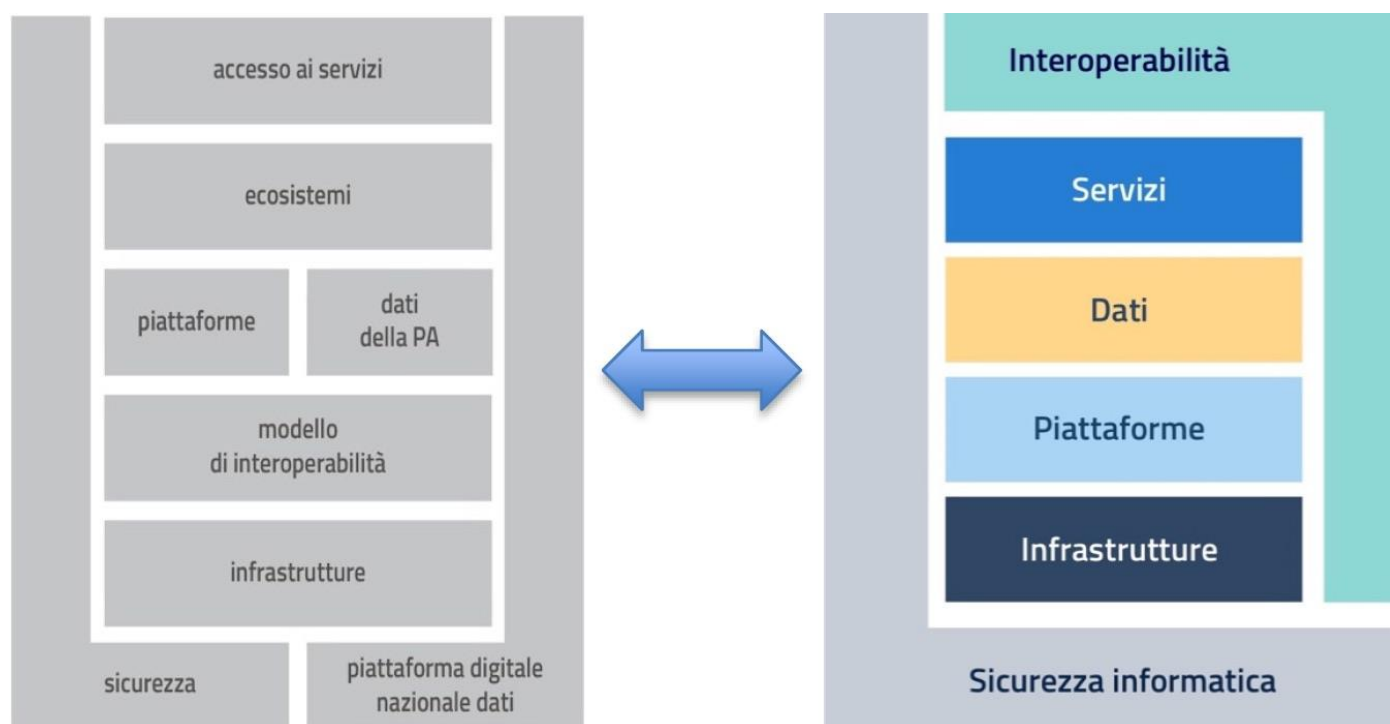 accesso ai servizi
ecosistemi
piattaforme
dati
della PA
modello
di interoperabilità
infrastrutture
sicurezza
piattaforma digitale
nazionale dati
Interoperabilità
Servizi
Dati
Piattaforme
Infrastrutture
Sicurezza informatica